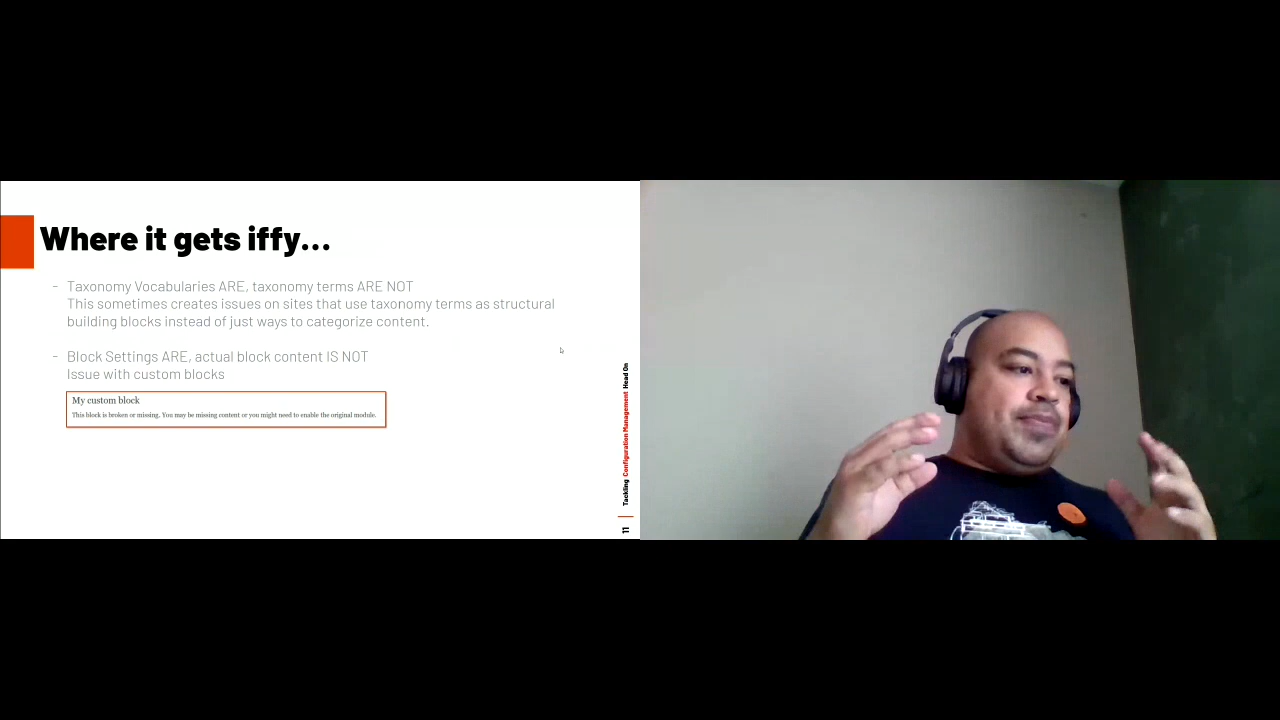 Where it gets iffy...
- Taxonomy Vocabularies ARE, taxonomy terms ARE NOT
This sometimes creates issues on sites that use taxonomy terms as structural
building blocks instead of just ways to categorize content.
- Block Settings ARE, actual block content IS NOT
Issue with custom blocks
My custom block
This block is broken or missing. You may be missing content or you might need to enable the original module.
Tackling Configuration Management Head On
11